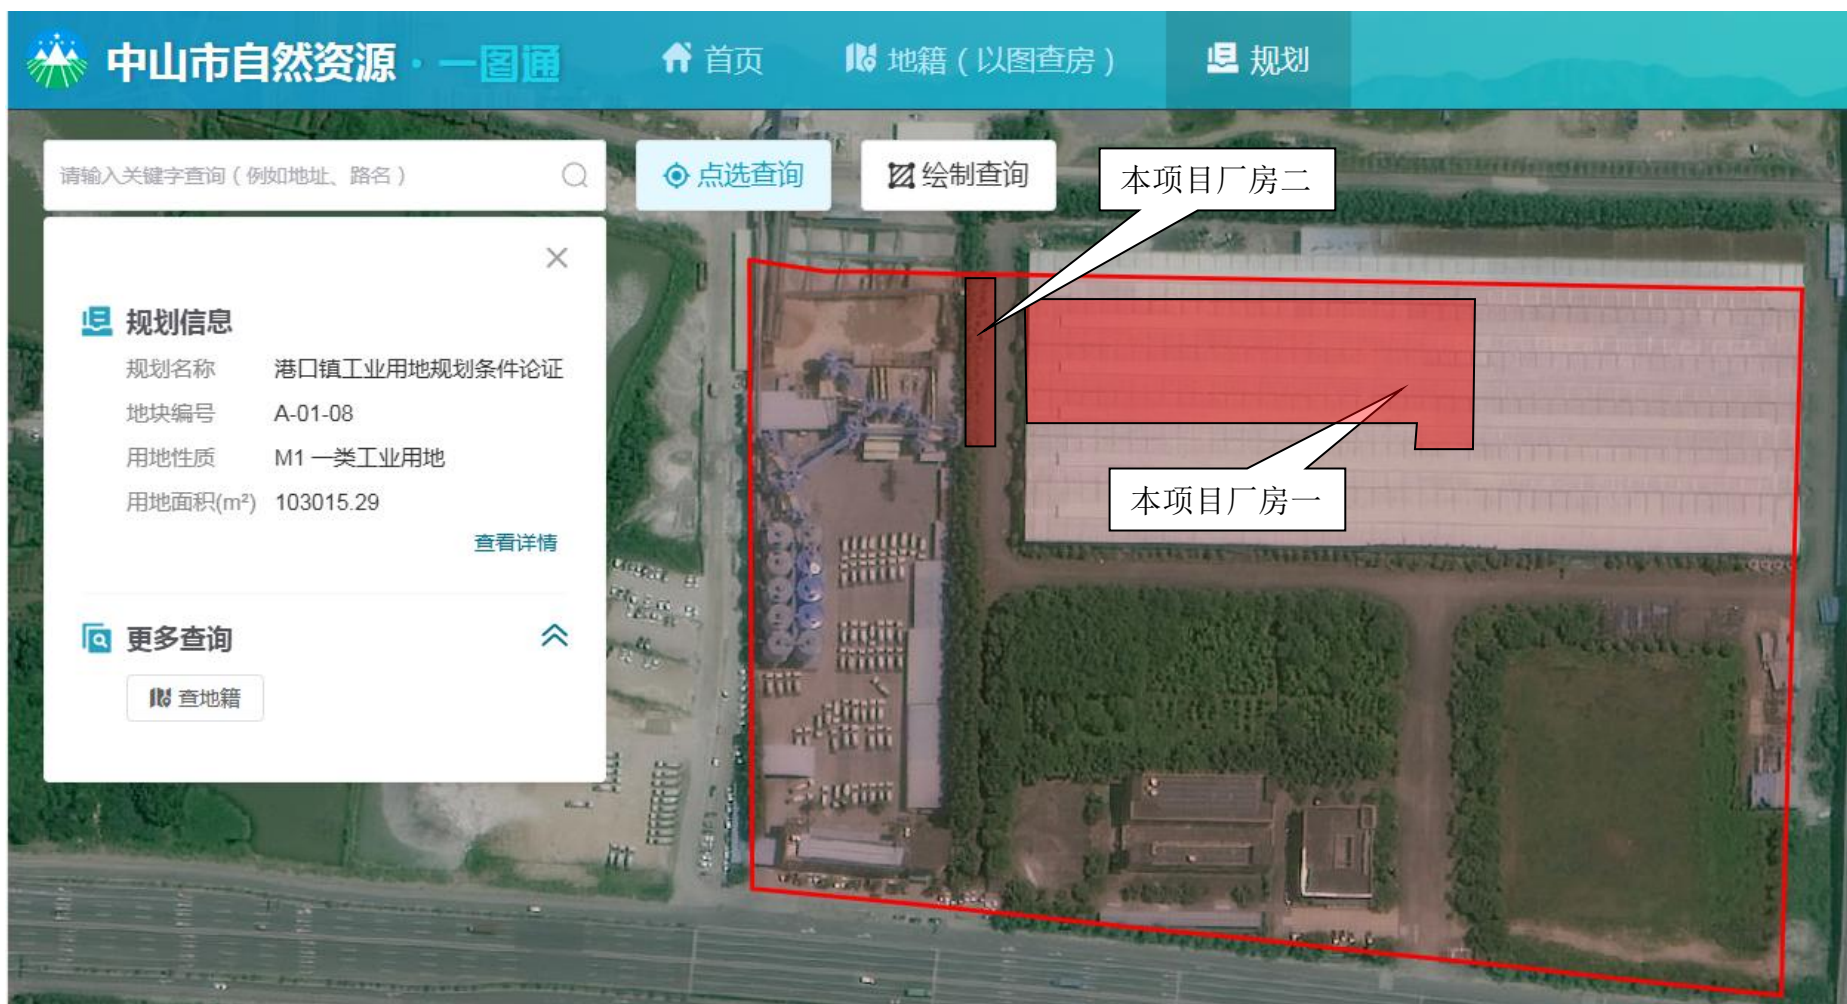 中山市自然资源·一图通
首页
地籍（以图查房）
规划
请输入关键字查询（例如地址、路名）
点选查询
绘制查询
本项目厂房二
规划信息
规划名称 港口镇工业用地规划条件论证
地块编号 A-01-08
用地性质 M1 一类工业用地
用地面积(m²) 103015.29
查看详情
本项目厂房一
更多查询
查地籍